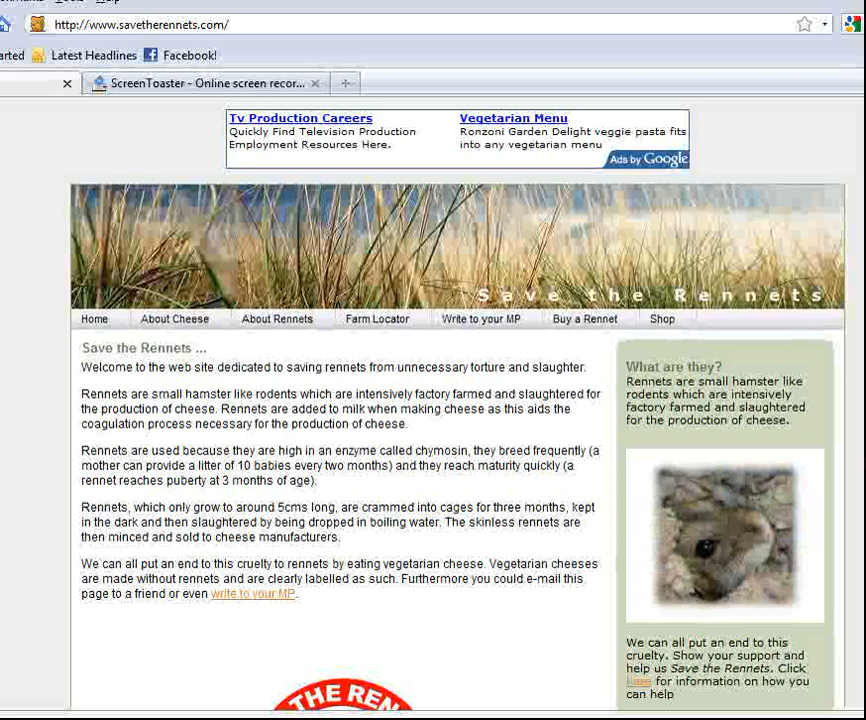 http://www.savetherennets.com/
Latest Headlines Facebook!
ScreenToaster - Online screen recor...
Tv Production Careers
Quickly Find Television Production
Employment Resources Here.
Vegetarian Menu
Ronzoni Garden Delight veggie pasta fits
into any vegetarian menu
Ads by Google
Save the Rennets
Home About Cheese About Rennets Farm Locator Write to your MP Buy a Rennet Shop
Save the Rennets ...
Welcome to the web site dedicated to saving rennets from unnecessary torture and slaughter.
Rennets are small hamster like rodents which are intensively factory farmed and slaughtered for
the production of cheese. Rennets are added to milk when making cheese as this aids the
coagulation process necessary for the production of cheese.
Rennets are used because they are high in an enzyme called chymosin, they breed frequently (a
mother can provide a litter of 10 babies every two months) and they reach maturity quickly (a
rennet reaches puberty at 3 months of age).
Rennets, which only grow to around 5cms long, are crammed into cages for three months, kept
in the dark and then slaughtered by being dropped in boiling water. The skinless rennets are
then minced and sold to cheese manufacturers.
We can all put an end to this cruelty to rennets by eating vegetarian cheese. Vegetarian cheeses
are made without rennets and are clearly labelled as such. Furthermore you could e-mail this
page to a friend or even write to your MP.
THE REN
What are they?
Rennets are small hamster like
rodents which are intensively
factory farmed and slaughtered
for the production of cheese.
We can all put an end to this
cruelty. Show your support and
help us Save the Rennets. Click
here for information on how you
can help